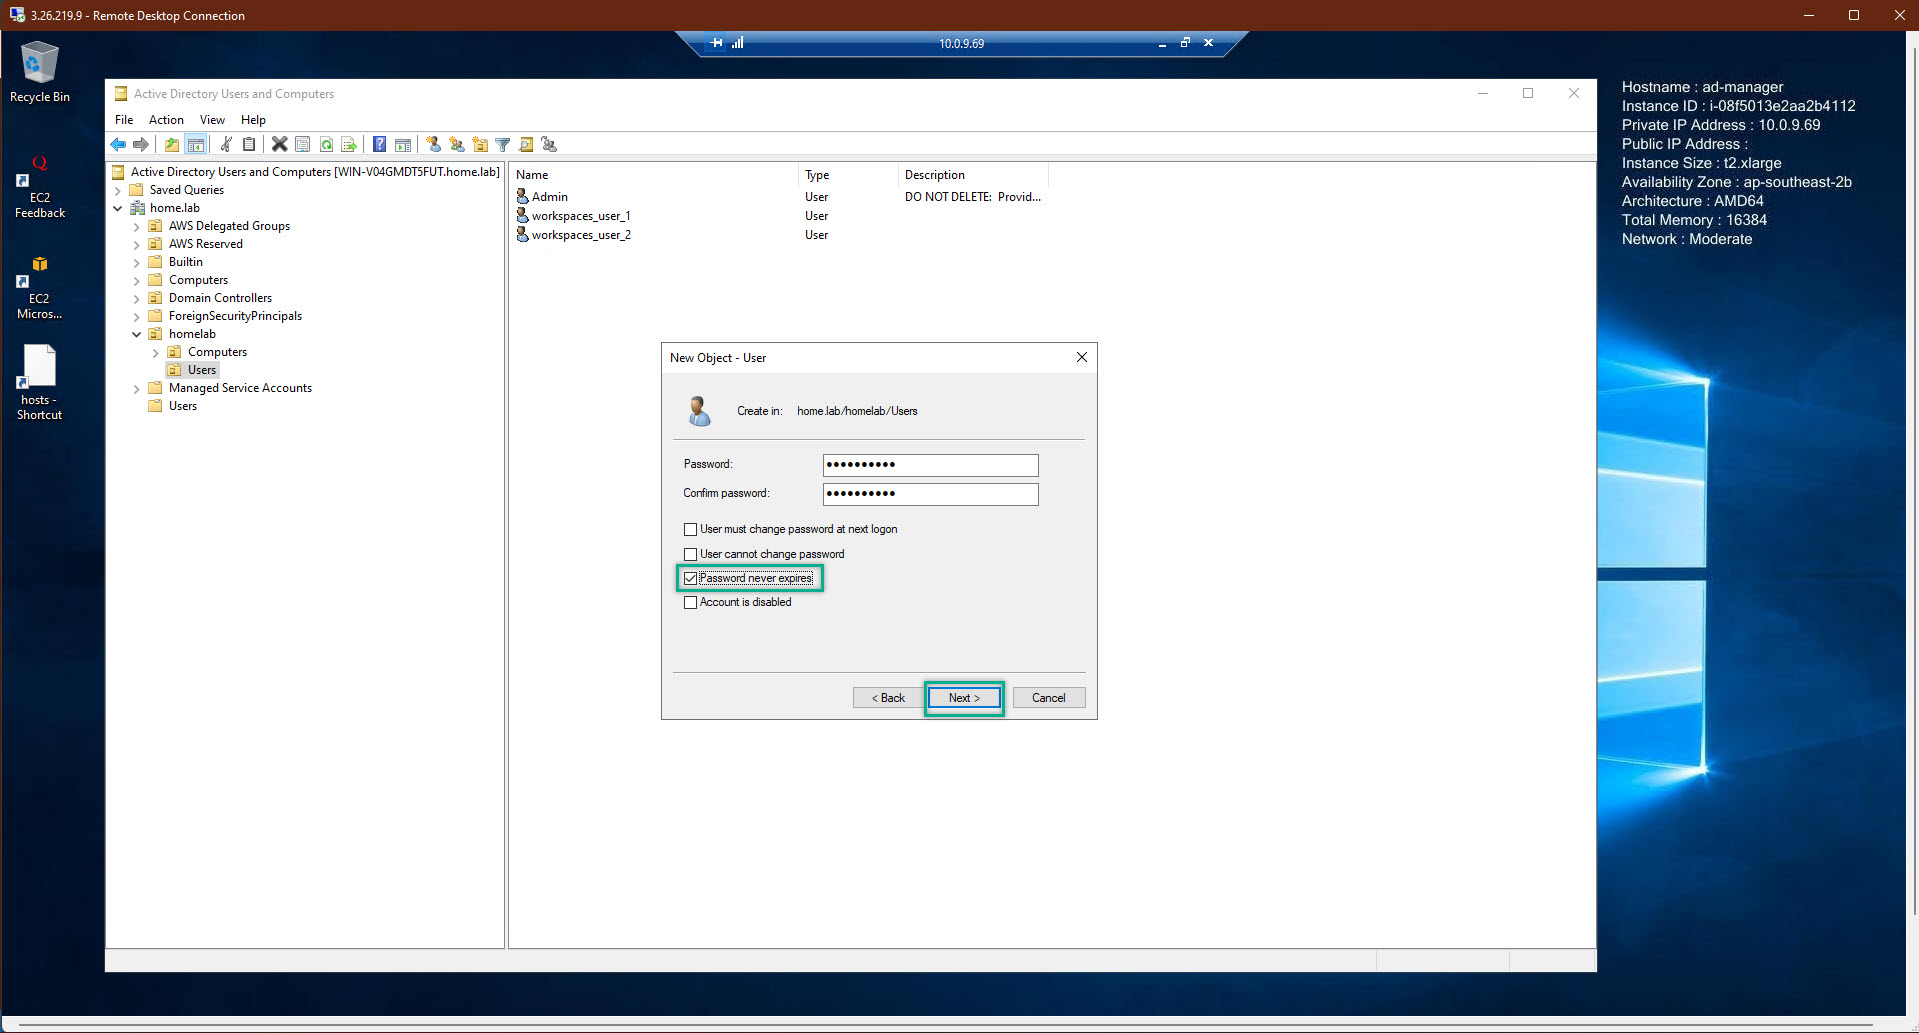 3.26.219.9 - Remote Desktop Connection
10.0.9.69
Recycle Bin
EC2
Feedback
EC2
Micros...
hosts -
Shortcut
Hostname : ad-manager
Instance ID : i-08f5013e2aa2b4112
Private IP Address : 10.0.9.69
Public IP Address :
Instance Size : t2.xlarge
Availability Zone : ap-southeast-2b
Architecture : AMD64
Total Memory : 16384
Network : Moderate
Active Directory Users and Computers
File Action View Help
Active Directory Users and Computers [WIN-V04GMDT5FUT.home.lab]
Saved Queries
home.lab
AWS Delegated Groups
AWS Reserved
Builtin
Computers
Domain Controllers
ForeignSecurityPrincipals
homelab
Computers
Users
Managed Service Accounts
Users
Name Type Description
Admin User DO NOT DELETE: Provid...
workspaces_user_1 User
workspaces_user_2 User
New Object - User
Create in: home.lab/homelab/Users
Password: ••••••••••
Confirm password: ••••••••••
User must change password at next logon
User cannot change password
Password never expires
Account is disabled
< Back Next > Cancel